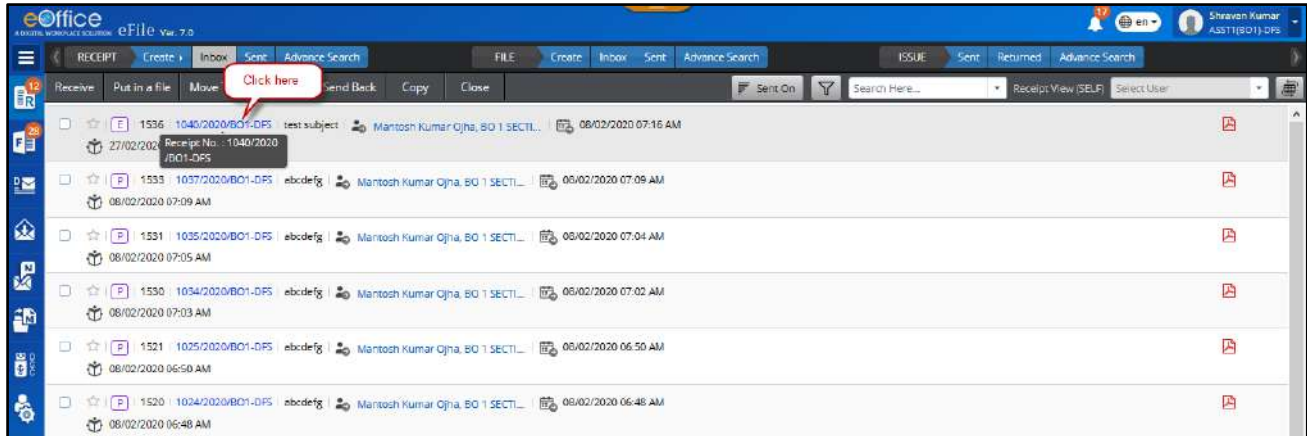 eOffice
A DIGITAL WORKPLACE SOLUTION eFile Ver. 7.0
17
en
Shravan Kumar
ASST1(BO1)-DFS
RECEIPT Create Inbox Sent Advance Search FILE Create Inbox Sent Advance Search ISSUE Sent Returned Advance Search
12
R
Receive Put in a file Move Send Back Copy Close Sent On Search Here... Receipt View (SELF) Select User
Click here
E 1536 1040/2020/BO1-DFS test subject Mantosh Kumar Ojha, BO 1 SECTI... 08/02/2020 07:16 AM
27/02/202
Receipt No. : 1040/2020
/BO1-DFS
28
F
P 1533 1037/2020/BO1-DFS abcdefg Mantosh Kumar Ojha, BO 1 SECTI... 08/02/2020 07:09 AM
08/02/2020 07:09 AM
D
P 1531 1035/2020/BO1-DFS abcdefg Mantosh Kumar Ojha, BO 1 SECTI... 08/02/2020 07:04 AM
08/02/2020 07:05 AM
N
P 1530 1034/2020/BO1-DFS abcdefg Mantosh Kumar Ojha, BO 1 SECTI... 08/02/2020 07:02 AM
08/02/2020 07:03 AM
N
P 1521 1025/2020/BO1-DFS abcdefg Mantosh Kumar Ojha, BO 1 SECTI... 08/02/2020 06:50 AM
08/02/2020 06:50 AM
DSC
P 1520 1024/2020/BO1-DFS abcdefg Mantosh Kumar Ojha, BO 1 SECTI... 08/02/2020 06:48 AM
08/02/2020 06:48 AM